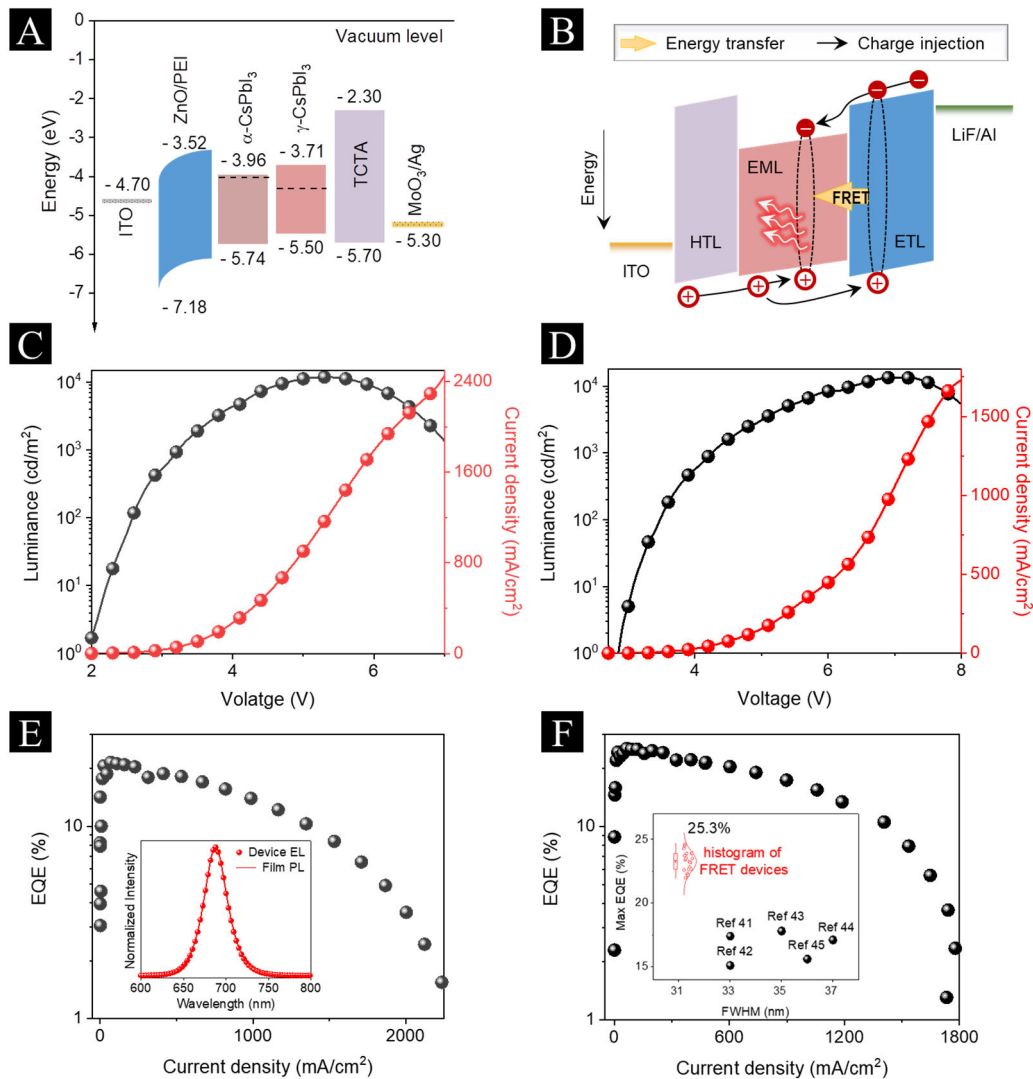 A
Vacuum level
0
-1
-2
-3
-4
-5
-6
-7
Energy (eV)
- 4.70
ITO
ZnO/PEI
- 3.52
- 7.18
α-CsPbI3
- 3.96
- 5.74
γ-CsPbI3
- 3.71
- 5.50
- 2.30
TCTA
- 5.70
MoO3/Ag
- 5.30
B
Energy transfer
Charge injection
Energy
ITO
HTL
EML
FRET
ETL
LiF/Al
C
Luminance (cd/m2)
10^4
10^3
10^2
10^1
10^0
2
4
6
Volatge (V)
2400
1600
800
0
Current density (mA/cm2)
D
Luminance (cd/m2)
10^4
10^3
10^2
10^1
10^0
4
6
8
Voltage (V)
1500
1000
500
0
Current density (mA/cm2)
E
EQE (%)
10
1
0
1000
2000
Current density (mA/cm2)
Normalized Intensity
Device EL
Film PL
600
650
700
750
800
Wavelength (nm)
F
EQE (%)
10
1
0
600
1200
1800
Current density (mA/cm2)
Max EQE (%)
25
20
15
25.3%
histogram of
FRET devices
Ref 41
Ref 42
Ref 43
Ref 45
Ref 44
31
33
35
37
FWHM (nm)